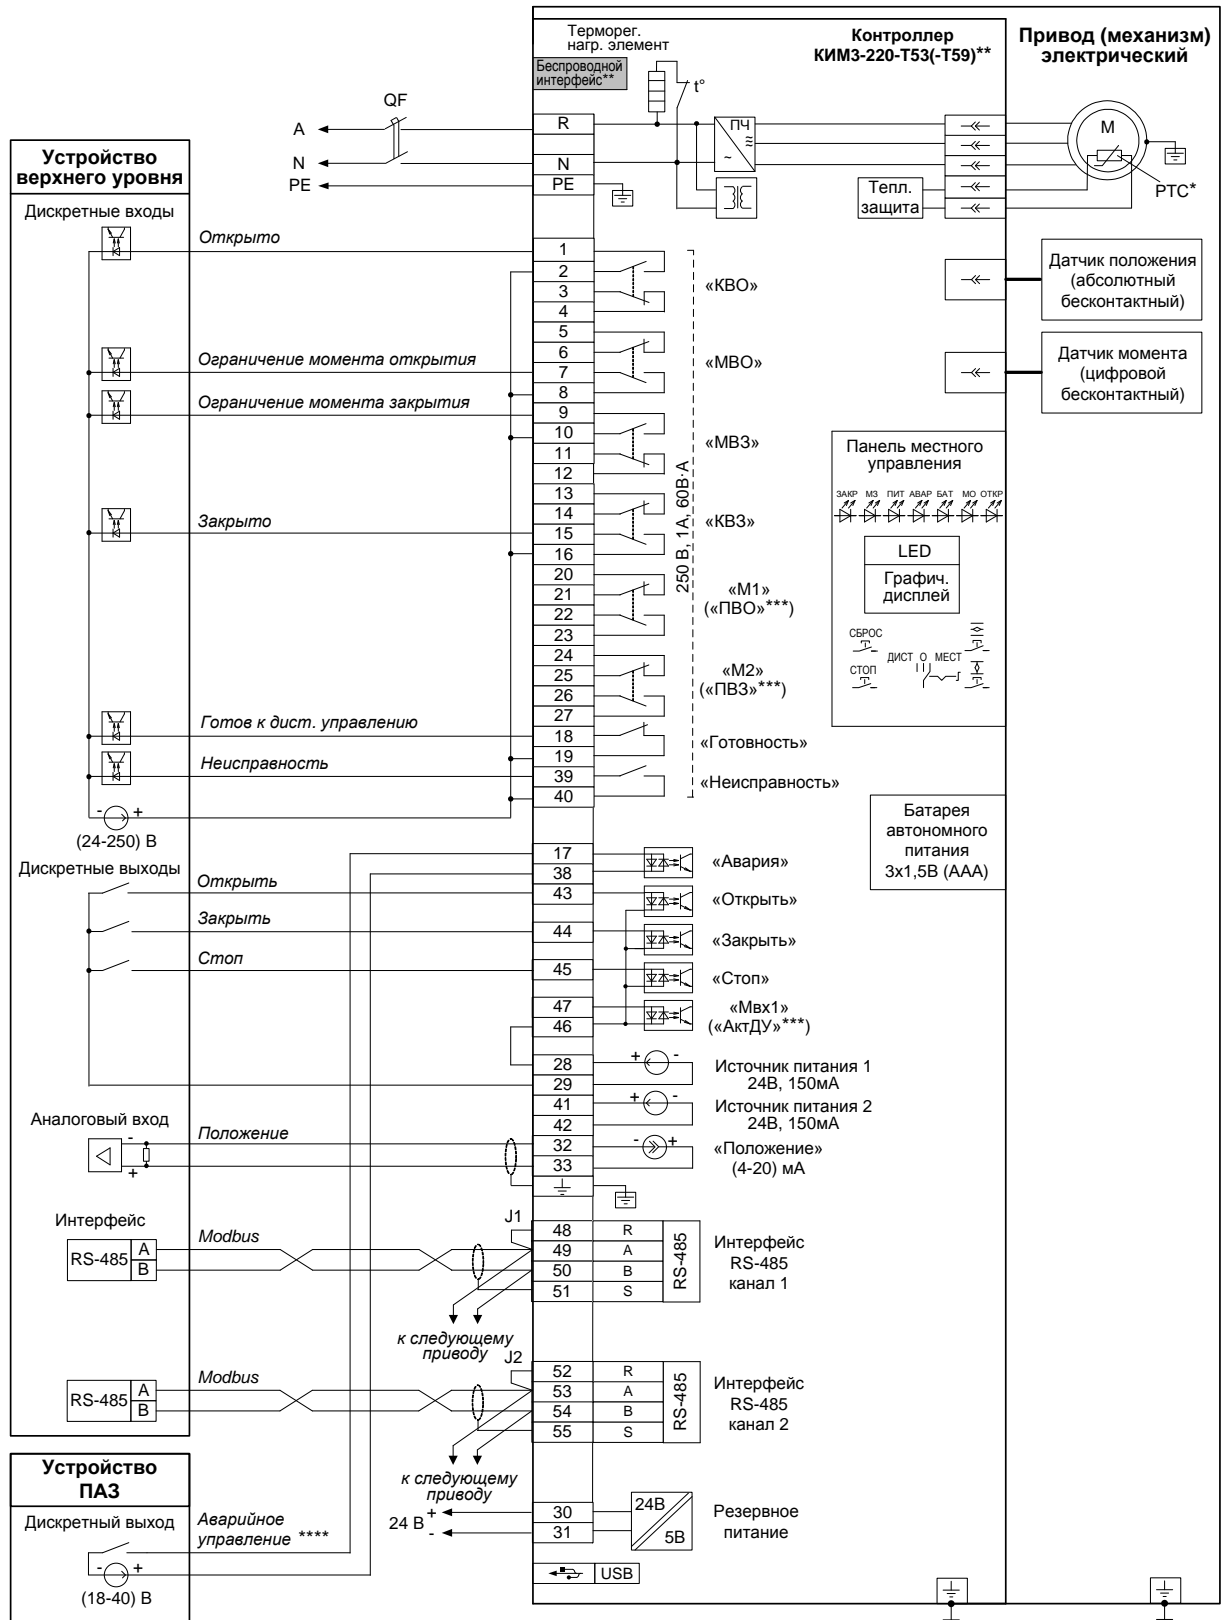 Терморег.
нагр. элемент
Контроллер
КИМ3-220-Т53(-Т59)**
Привод (механизм)
электрический
Беспроводной
интерфейс**
t°
QF
A
R
ПЧ
≈
~
M
N
N
PE
PE
Тепл.
защита
PTC*
Устройство
верхнего уровня
Дискретные входы
Открыто
1
2
3
4
«КВО»
Датчик положения
(абсолютный
бесконтактный)
5
6
7
8
Ограничение момента открытия
«МВО»
Датчик момента
(цифровой
бесконтактный)
Ограничение момента закрытия
9
10
11
12
«МВЗ»
Панель местного
управления
ЗАКР МЗ ПИТ АВАР БАТ МО ОТКР
13
14
15
16
Закрыто
«КВЗ»
250 В, 1А, 60В·А
LED
Графич.
дисплей
20
21
22
23
«М1»
(«ПВО»***)
СБРОС
ДИСТ О МЕСТ
СТОП
24
25
26
27
«М2»
(«ПВЗ»***)
Готов к дист. управлению
18
19
«Готовность»
Неисправность
39
40
«Неисправность»
- +
(24-250) В
Батарея
автономного
питания
3х1,5В (ААА)
Дискретные выходы
17
38
«Авария»
Открыть
43
«Открыть»
Закрыть
44
«Закрыть»
Стоп
45
«Стоп»
47
46
«Мвх1»
(«АктДУ»***)
28
29
+ -
Источник питания 1
24В, 150мА
41
42
+ -
Источник питания 2
24В, 150мА
Аналоговый вход
-
+
Положение
32
33
- +
«Положение»
(4-20) мА
Интерфейс
RS-485
A
B
Modbus
J1
48 R
49 A
50 B
51 S
RS-485
Интерфейс
RS-485
канал 1
к следующему
приводу
RS-485
A
B
Modbus
J2
52 R
53 A
54 B
55 S
RS-485
Интерфейс
RS-485
канал 2
к следующему
приводу
Устройство
ПАЗ
Дискретный выход
Аварийное
управление ****
- +
(18-40) В
24 В
+
-
30
31
24В
5В
Резервное
питание
USB